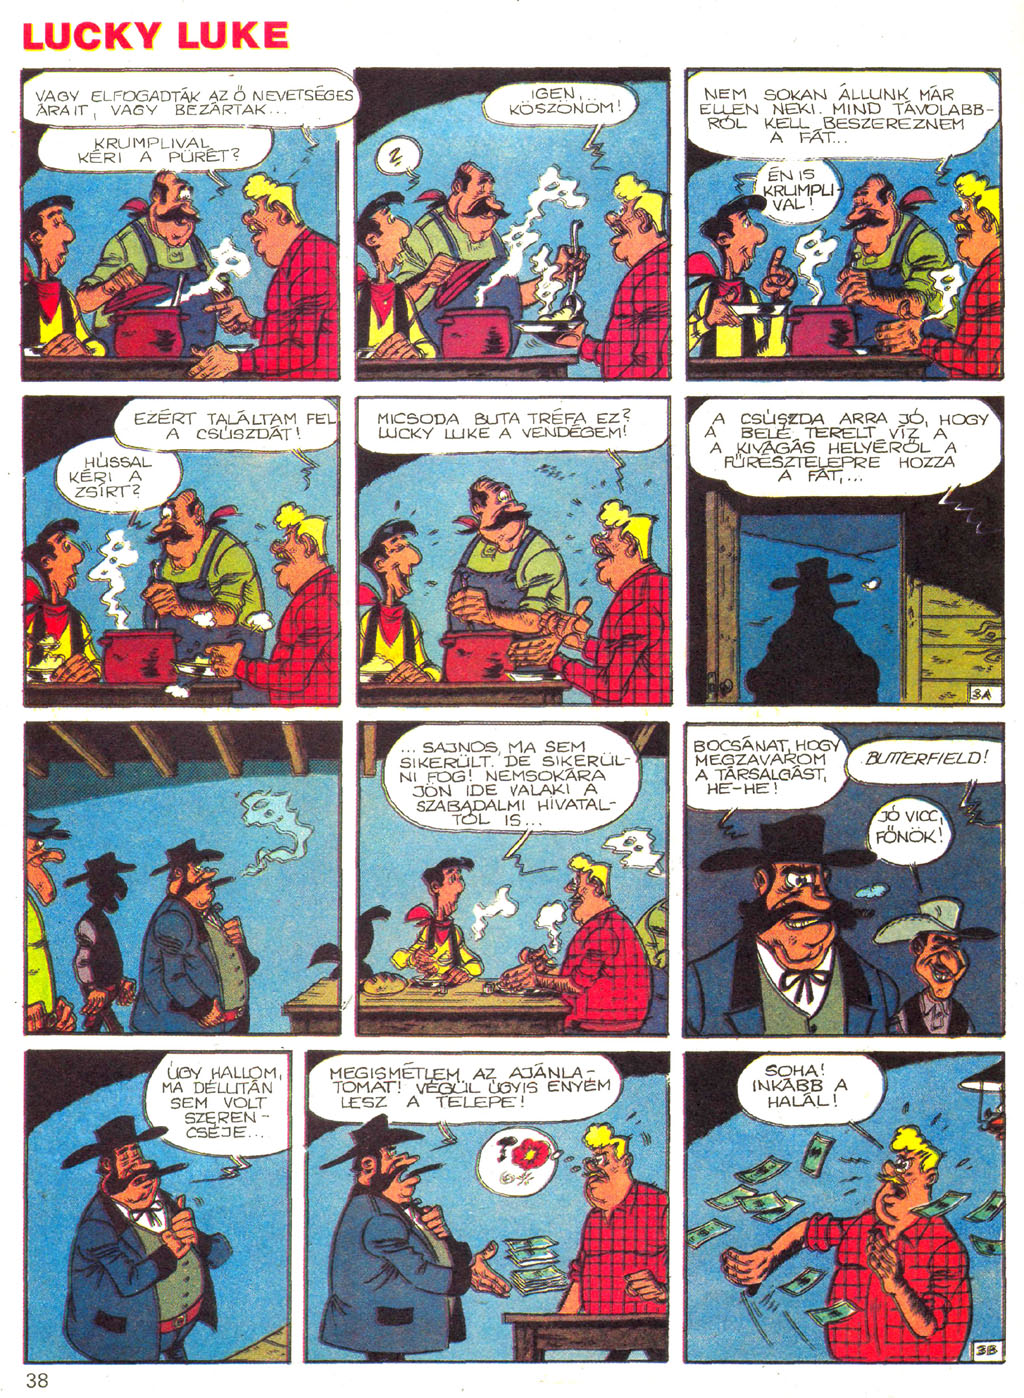 LUCKY LUKE
VAGY ELFOGADTÁK AZ Ő NEVETSÉGES
ÁRAIT, VAGY BEZÁRTAK...
KRUMPLIVAL
KÉRI A PÜRÉT?
?
IGEN,...
KÖSZÖNÖM!
NEM SOKAN ÁLLUNK MÁR
ELLEN NEKI. MIND TÁVOLABB-
RÓL KELL BESZEREZNEM
A FÁT...
ÉN IS
KRUMPLI-
VAL!
EZÉRT TALÁLTAM FEL
A CSÚSZDÁT!
HÚSSAL
KÉRI A
ZSÍRT?
MICSODA BUTA TRÉFA EZ?
LUCKY LUKE A VENDÉGEM!
A CSÚSZDA ARRA JÓ, HOGY
A BELÉ TERELT VÍZ A
A KIVÁGÁS HELYÉRŐL A
FŰRÉSZTELEPRE HOZZA
A FÁT,...
3A
... SAJNOS, MA SEM
SIKERÜLT. DE SIKERÜL-
NI FOG! NEMSOKÁRA
JÖN IDE VALAKI A
SZABADALMI HIVATAL-
TÓL IS...
BOCSÁNAT, HOGY
MEGZAVAROM
A TÁRSALGÁST,
HE-HE!
BUTTERFIELD!
JÓ VICC,
FŐNÖK!
ÚGY HALLOM,
MA DÉLUTÁN
SEM VOLT
SZEREN-
CSÉJE...
MEGISMÉTLEM AZ AJÁNLA-
TOMAT! VÉGÜL ÚGYIS ENYÉM
LESZ A TELEPE!
SOHA!
INKÁBB A
HALÁL!
3B
38